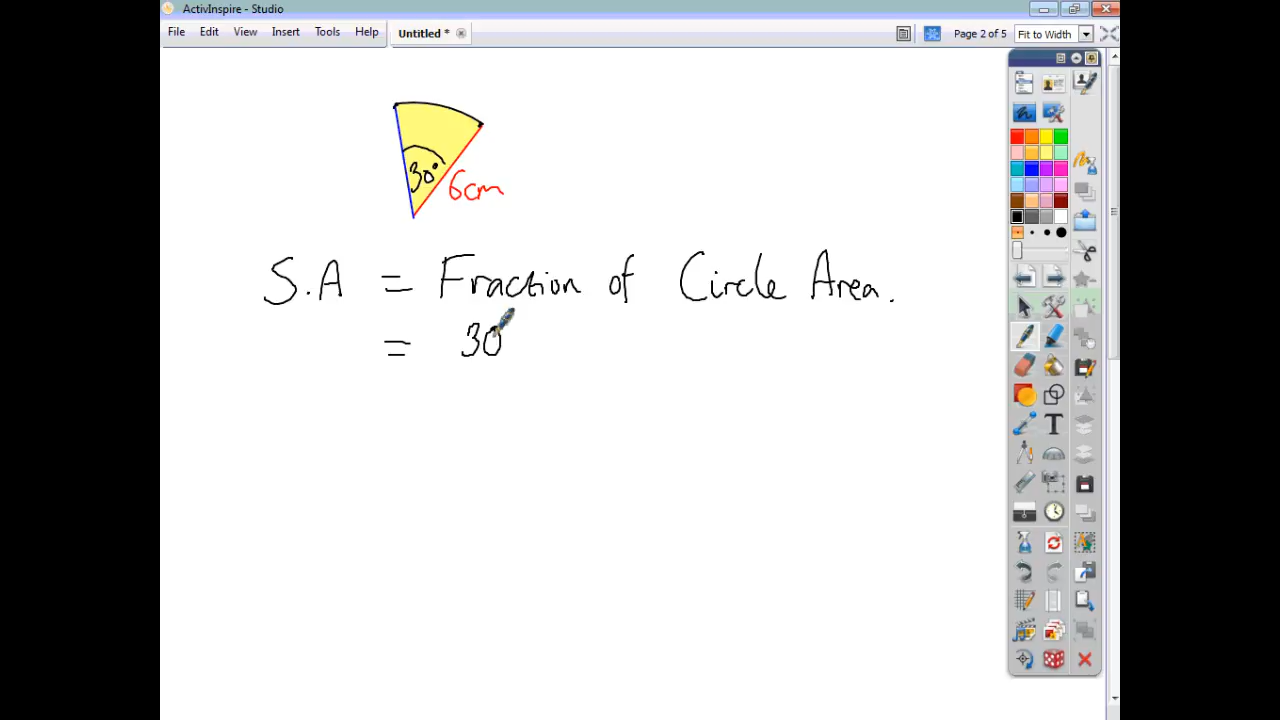 ActivInspire - Studio
File Edit View Insert Tools Help Untitled * Page 2 of 5 Fit to Width
30°
6cm
S.A = Fraction of Circle Area.
= 30